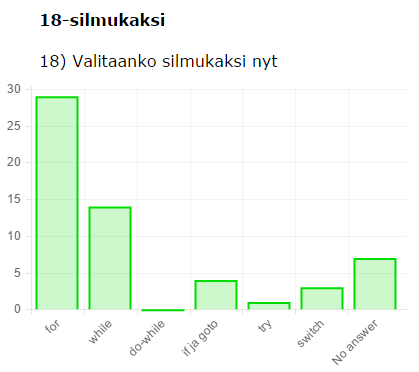 18-silmukaksi
18) Valitaanko silmukaksi nyt
30
25
20
15
10
5
0
for
while
do-while
if ja goto
try
switch
No answer